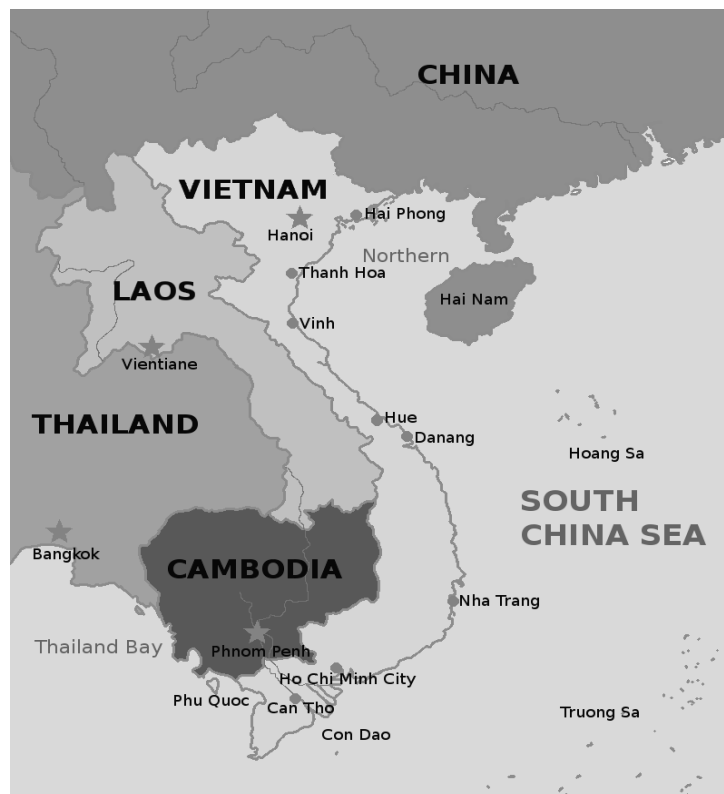 CHINA
VIETNAM
Hai Phong
Hanoi
Northern
Thanh Hoa
LAOS
Hai Nam
Vinh
Vientiane
THAILAND
Hue
Danang
Hoang Sa
SOUTH
CHINA SEA
Bangkok
CAMBODIA
Nha Trang
Thailand Bay
Phnom Penh
Ho Chi Minh City
Phu Quoc
Can Tho
Truong Sa
Con Dao